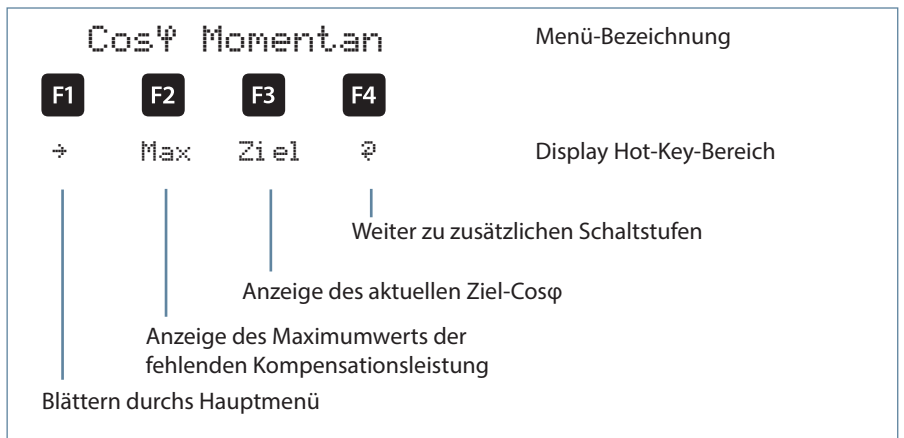 Cosφ Momentan Menü-Bezeichnung
F1 F2 F3 F4
→ Max Ziel Display Hot-Key-Bereich
Weiter zu zusätzlichen Schaltstufen
Anzeige des aktuellen Ziel-Cosφ
Anzeige des Maximumwerts der
fehlenden Kompensationsleistung
Blättern durchs Hauptmenü